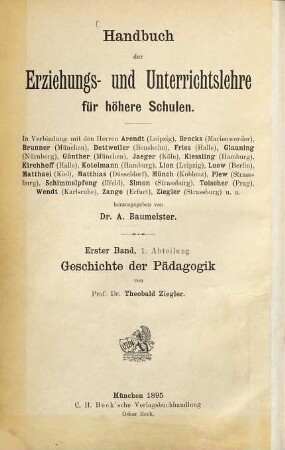 Handbuch
der
Erziehungs- und Unterrichtslehre
für höhere Schulen.
In Verbindung mit den Herren Arendt (Leipzig), Brocks (Marienwerder),
Brunner (München), Dettweiler (Bensheim), Fries (Halle), Glauning
(Nürnberg), Günther (München), Jaeger (Köln), Kiessling (Hamburg),
Kirchhoff (Halle), Kotelmann (Hamburg), Lion (Leipzig), Loew (Berlin),
Matthaei (Kiel), Matthias (Düsseldorf), Münch (Koblenz), Plew (Strass-
burg), Schimmelpfeng (Ilfeld), Simon (Strassburg), Toischer (Prag),
Wendt (Karlsruhe), Zange (Erfurt), Ziegler (Strassburg) u. a.
herausgegeben von
Dr. A. Baumeister.
Erster Band, 1. Abteilung.
Geschichte der Pädagogik
von
Prof. Dr. Theobald Ziegler.
München 1895
C. H. Beck'sche Verlagsbuchhandlung
Oskar Beck.